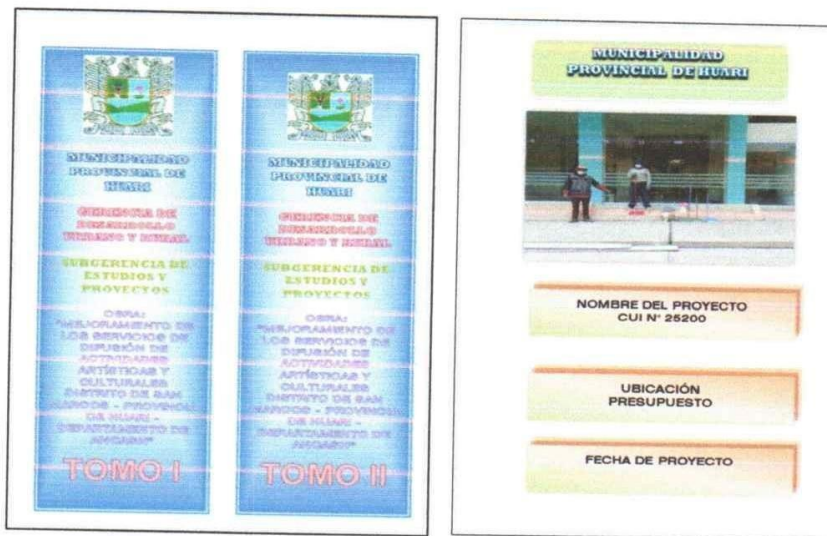 MUNICIPALIDAD
PROVINCIAL DE
HUARI
GERENCIA DE
DESARROLLO
URBANO Y RURAL
SUBGERENCIA DE
ESTUDIOS Y
PROYECTOS
OBRA:
"MEJORAMIENTO DE
LOS SERVICIOS DE
DIFUSIÓN DE
ACTIVIDADES
ARTÍSTICAS Y
CULTURALES
DISTRITO DE SAN
MARCOS - PROVINCIA
DE HUARI -
DEPARTAMENTO DE
ANCASH"
TOMO I
MUNICIPALIDAD
PROVINCIAL DE
HUARI
GERENCIA DE
DESARROLLO
URBANO Y RURAL
SUBGERENCIA DE
ESTUDIOS Y
PROYECTOS
OBRA:
"MEJORAMIENTO DE
LOS SERVICIOS DE
DIFUSIÓN DE
ACTIVIDADES
ARTÍSTICAS Y
CULTURALES
DISTRITO DE SAN
MARCOS - PROVINCIA
DE HUARI -
DEPARTAMENTO DE
ANCASH"
TOMO II
MUNICIPALIDAD
PROVINCIAL DE HUARI
NOMBRE DEL PROYECTO
CUI N° 25200
UBICACIÓN
PRESUPUESTO
FECHA DE PROYECTO